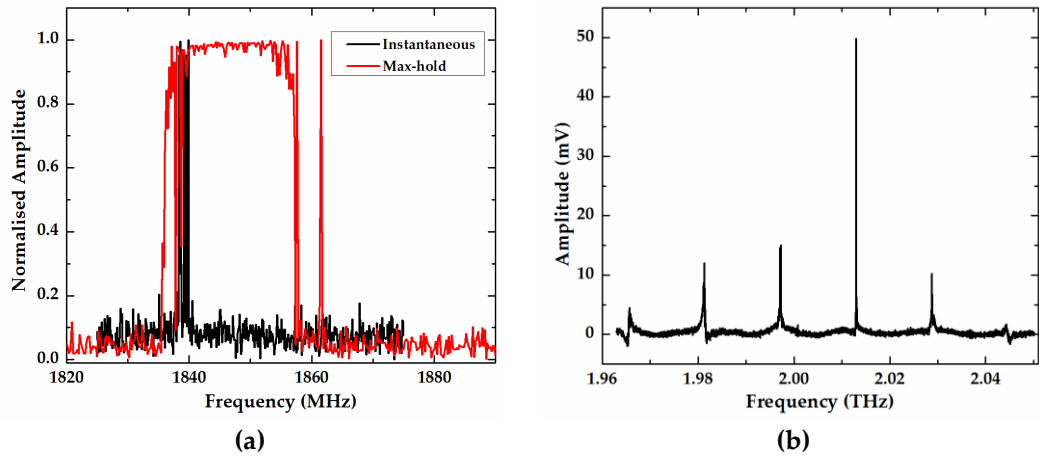 1.0
0.8
0.6
0.4
0.2
0.0
Normalised Amplitude
Instantaneous
Max-hold
1820 1840 1860 1880
Frequency (MHz)
(a)
50
40
30
20
10
0
Amplitude (mV)
1.96 1.98 2.00 2.02 2.04
Frequency (THz)
(b)